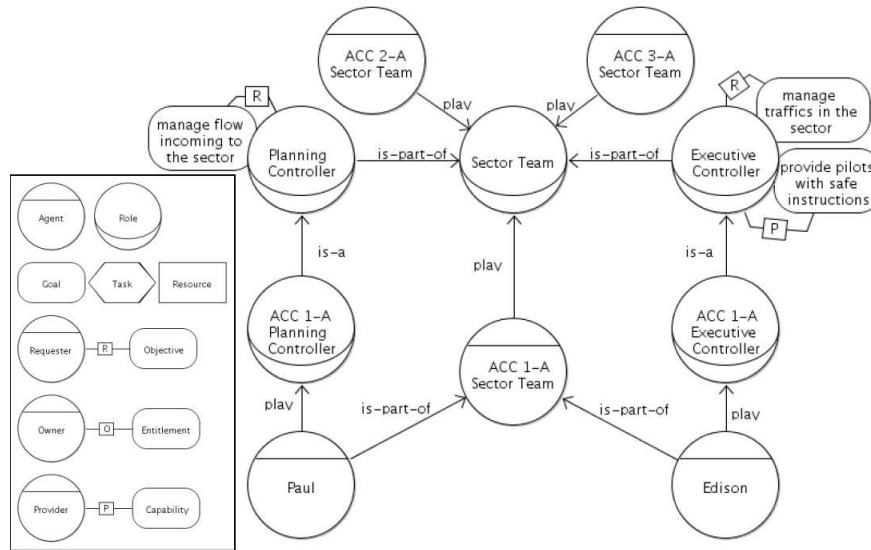 ACC 2-A
Sector Team
ACC 3-A
Sector Team
R
manage flow
incoming to
the sector
play
play
R
manage
traffics in the
sector
Planning
Controller
is-part-of
Sector Team
is-part-of
Executive
Controller
provide pilots
with safe
instructions
P
Agent
Role
is-a
play
is-a
Goal
Task
Resource
ACC 1-A
Planning
Controller
ACC 1-A
Executive
Controller
Requester
R
Objective
ACC 1-A
Sector Team
play
is-part-of
is-part-of
play
Owner
O
Entitlement
Paul
Edison
Provider
P
Capability